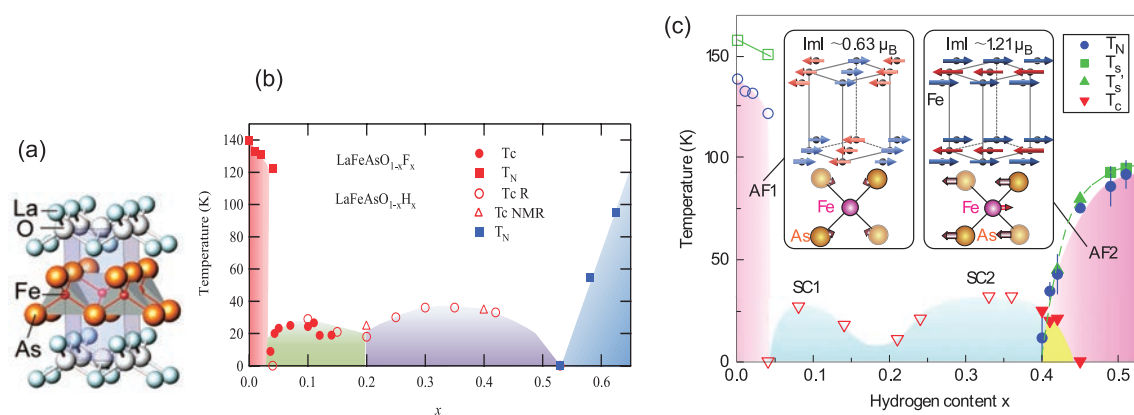 (a)
La
O
Fe
As
(b)
Temperature (K)
140
120
100
80
60
40
20
0
0.0
0.1
0.2
0.3
0.4
0.5
0.6
x
LaFeAsO1-xFx
LaFeAsO1-xHx
Tc
TN
Tc R
Tc NMR
TN
(c)
Temperature (K)
150
100
50
0
0.0
0.1
0.2
0.3
0.4
0.5
Hydrogen content x
ImI ~0.63 μB
ImI ~1.21 μB
Fe
Fe
As
Fe
As
AF1
AF2
SC1
SC2
TN
Ts
Ts'
Tc